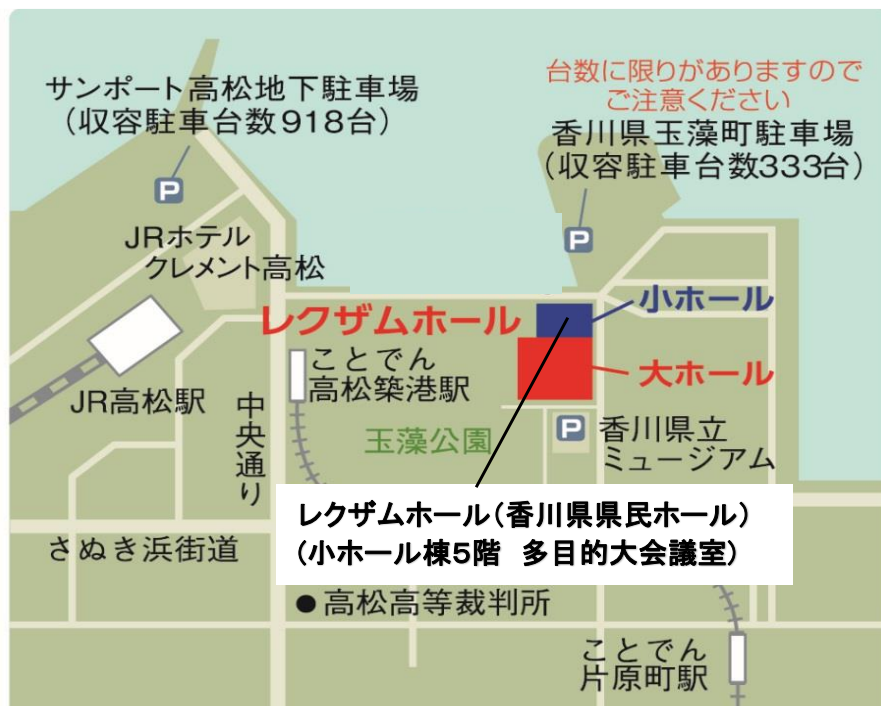 サンポート高松地下駐車場
(収容駐車台数918台)
台数に限りがありますので
ご注意ください
香川県玉藻町駐車場
(収容駐車台数333台)
P
P
JRホテル
クレメント高松
レクザムホール
小ホール
大ホール
ことでん
高松築港駅
JR高松駅
中央通り
玉藻公園
P
香川県立
ミュージアム
レクザムホール(香川県県民ホール)
(小ホール棟5階 多目的大会議室)
さぬき浜街道
●高松高等裁判所
ことでん
片原町駅